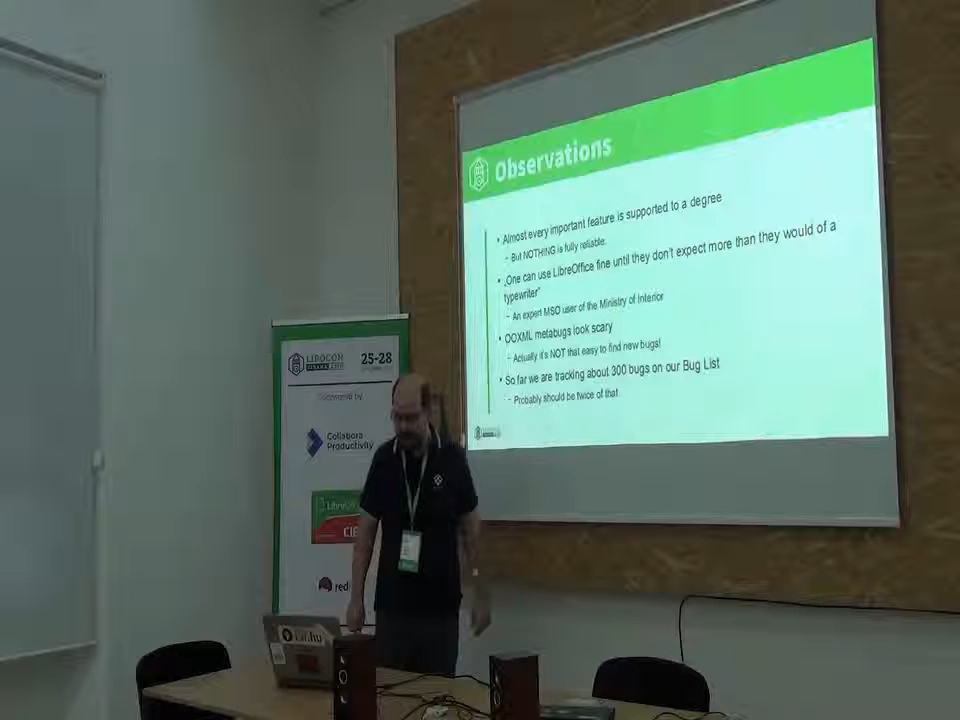 Observations
• Almost every important feature is supported to a degree
– But NOTHING is fully reliable.
• „One can use LibreOffice fine until they don't expect more than they would of a
typewriter"
– An expert MSO user of the Ministry of Interior
• OOXML metabugs look scary
– Actually it's NOT that easy to find new bugs!
• So far we are tracking about 300 bugs on our Bug List
– Probably should be twice of that
LIBOCON
25-28
Collabora
Productivity
CIB
red